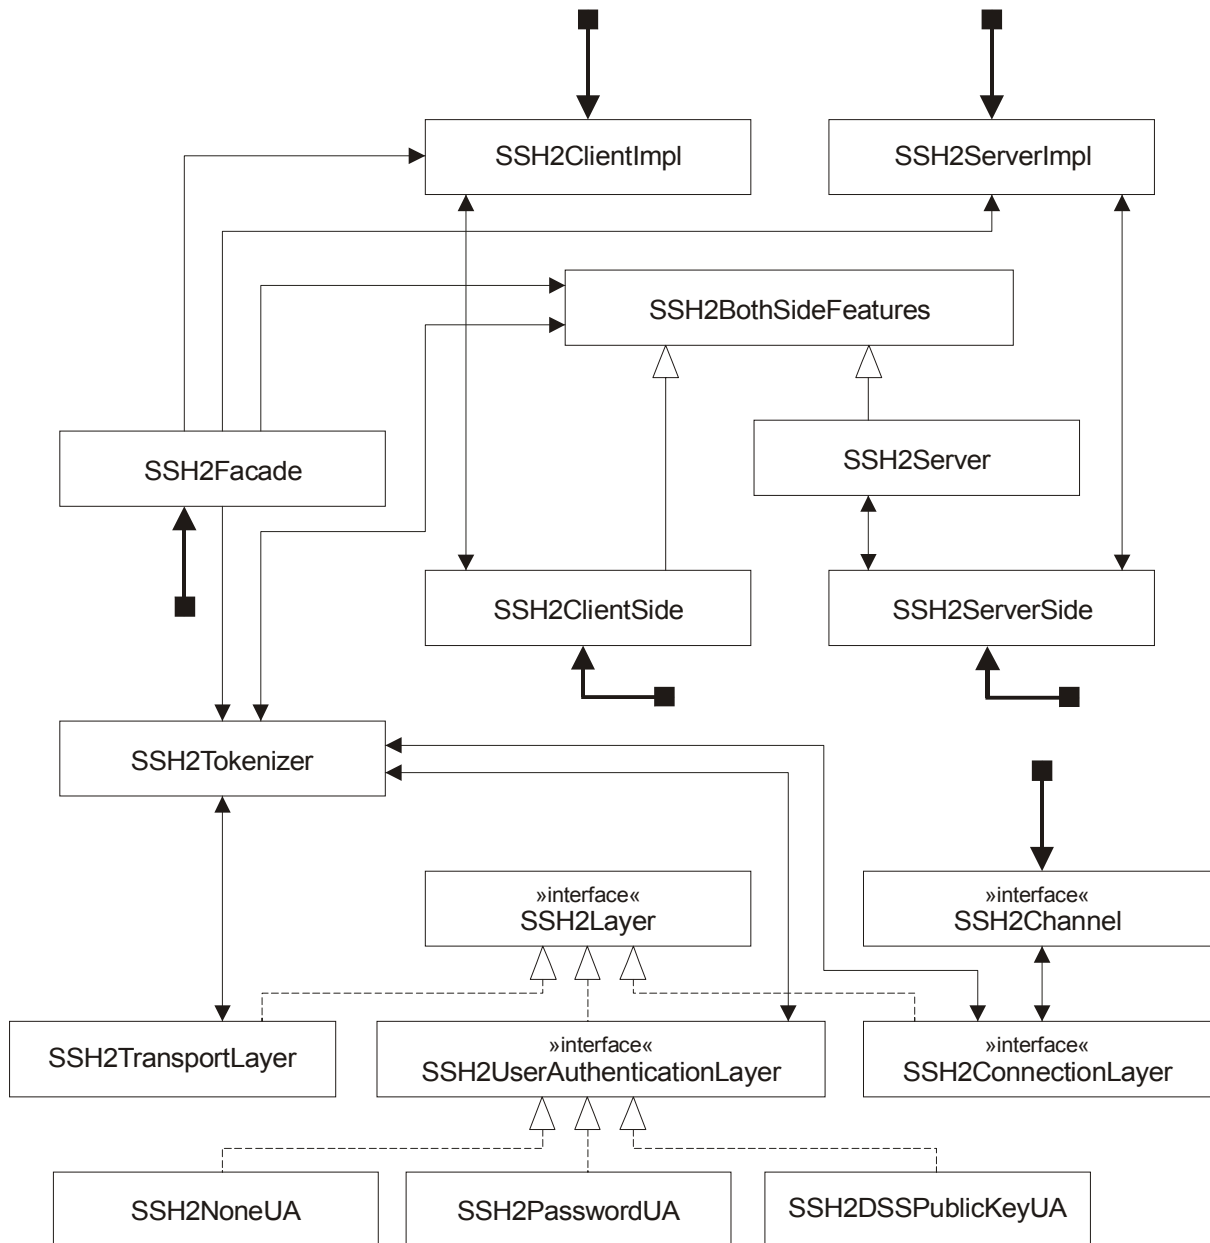 SSH2ClientImpl
SSH2ServerImpl
SSH2BothSideFeatures
SSH2Facade
SSH2Server
SSH2ClientSide
SSH2ServerSide
SSH2Tokenizer
»interface«
SSH2Layer
»interface«
SSH2Channel
SSH2TransportLayer
»interface«
SSH2UserAuthenticationLayer
»interface«
SSH2ConnectionLayer
SSH2NoneUA
SSH2PasswordUA
SSH2DSSPublicKeyUA